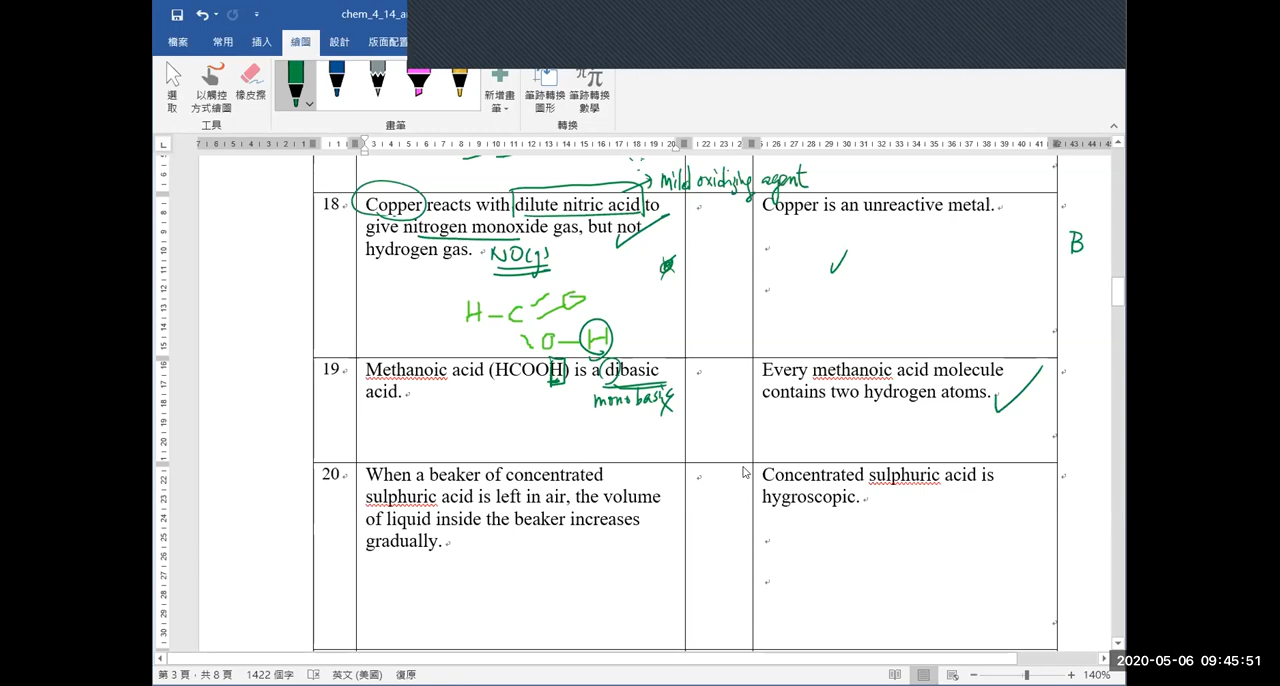 chem_4_14_a
檔案 常用 插入 繪圖 設計 版面配置
選取 以觸控方式繪圖 橡皮擦 新增畫筆 筆跡轉換圖形 筆跡轉換數學
工具 畫筆 轉換
mild oxidizing agent
18 Copper reacts with dilute nitric acid to give nitrogen monoxide gas, but not hydrogen gas. Copper is an unreactive metal.
NO(g)
B
H – C O
O – H
19 Methanoic acid (HCOOH) is a dibasic acid. Every methanoic acid molecule contains two hydrogen atoms.
monobasic
20 When a beaker of concentrated sulphuric acid is left in air, the volume of liquid inside the beaker increases gradually. Concentrated sulphuric acid is hygroscopic.
2020-05-06 09:45:51
第 3 頁，共 8 頁 1422 個字 英文 (美國) 復原 140%